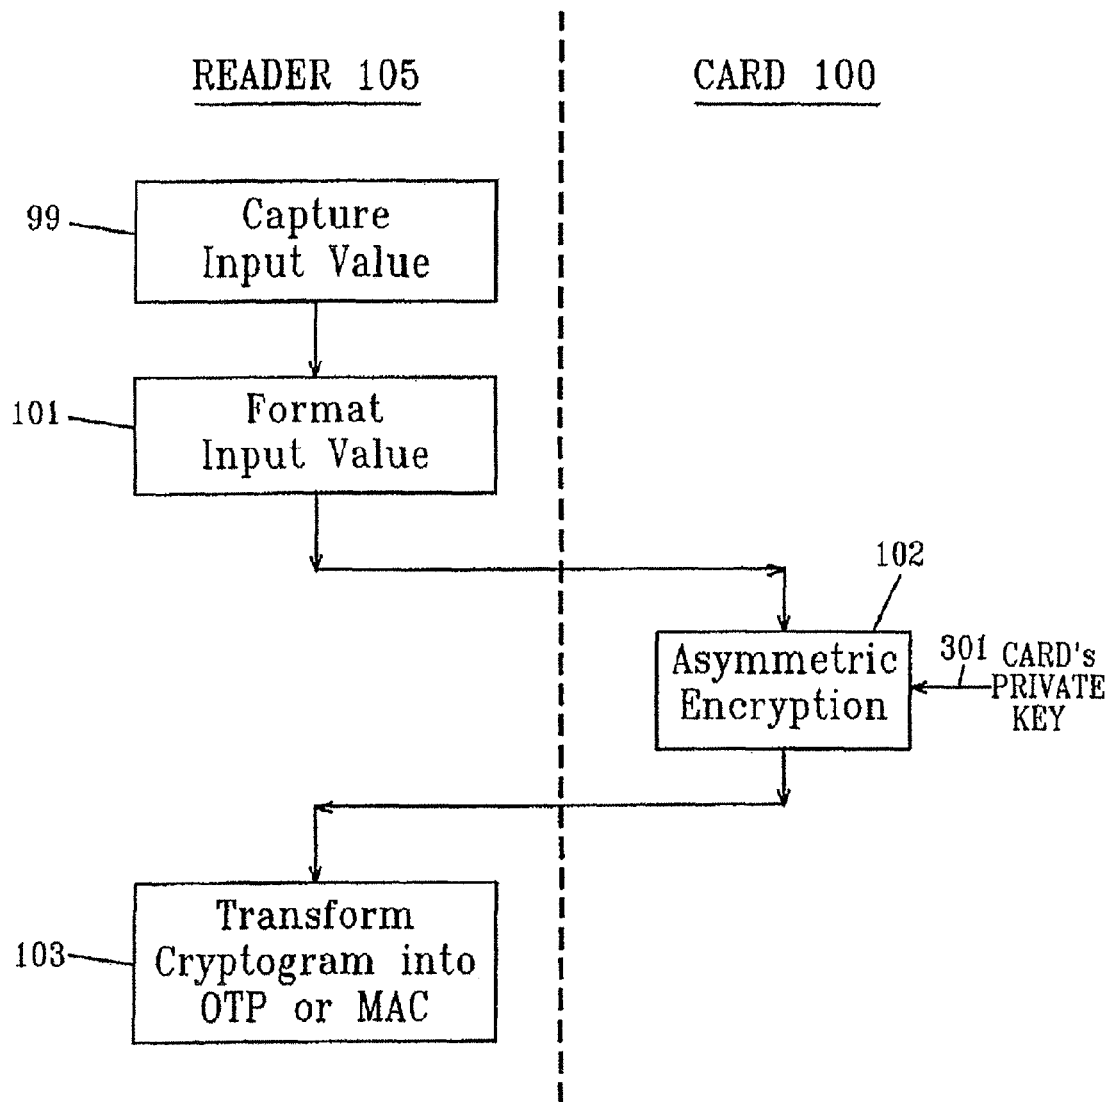 READER 105
CARD 100
99
Capture
Input Value
101
Format
Input Value
102
Asymmetric
Encryption
301
CARD's
PRIVATE
KEY
103
Transform
Cryptogram into
OTP or MAC